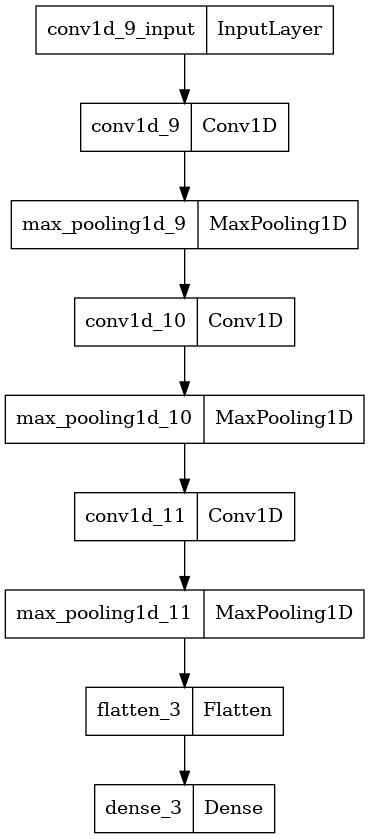 conv1d_9_input InputLayer
conv1d_9 Conv1D
max_pooling1d_9 MaxPooling1D
conv1d_10 Conv1D
max_pooling1d_10 MaxPooling1D
conv1d_11 Conv1D
max_pooling1d_11 MaxPooling1D
flatten_3 Flatten
dense_3 Dense